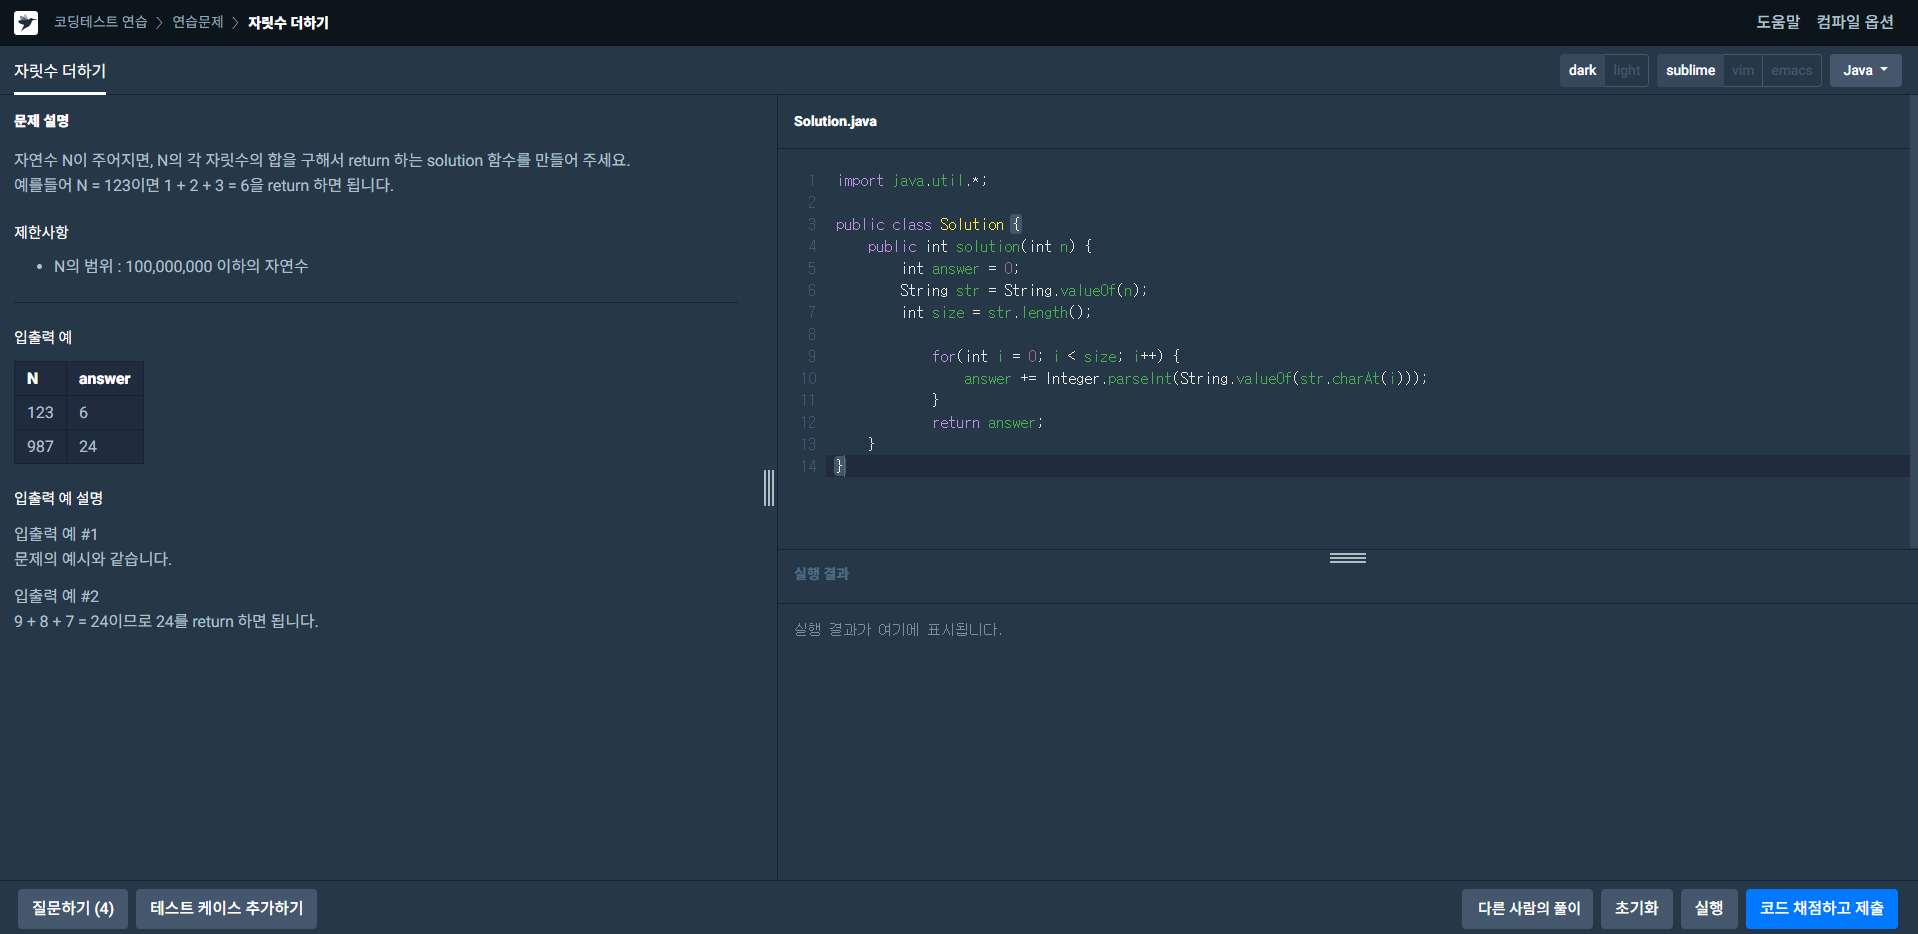 코딩테스트 연습 > 연습문제 > 자릿수 더하기
도움말 컴파일 옵션
자릿수 더하기
dark light sublime vim emacs Java
문제 설명
자연수 N이 주어지면, N의 각 자릿수의 합을 구해서 return 하는 solution 함수를 만들어 주세요.
예를들어 N = 123이면 1 + 2 + 3 = 6을 return 하면 됩니다.
제한사항
• N의 범위 : 100,000,000 이하의 자연수
입출력 예
N answer
123 6
987 24
입출력 예 설명
입출력 예 #1
문제의 예시와 같습니다.
입출력 예 #2
9 + 8 + 7 = 24이므로 24를 return 하면 됩니다.
Solution.java
1 import java.util.*;
2
3 public class Solution {
4     public int solution(int n) {
5         int answer = 0;
6         String str = String.valueOf(n);
7         int size = str.length();
8
9             for(int i = 0; i < size; i++) {
10                 answer += Integer.parseInt(String.valueOf(str.charAt(i)));
11             }
12             return answer;
13     }
14 }
실행 결과
실행 결과가 여기에 표시됩니다.
질문하기 (4) 테스트 케이스 추가하기
다른 사람의 풀이 초기화 실행 코드 채점하고 제출